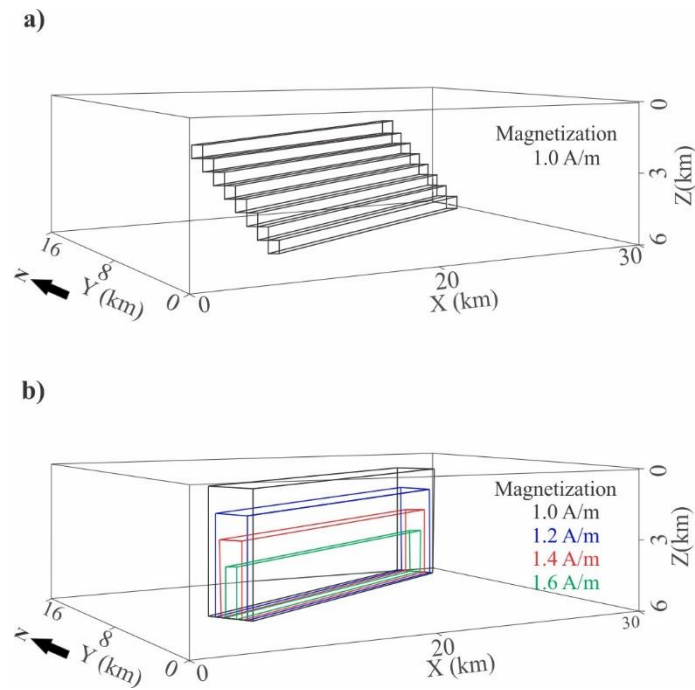 a)
Magnetization
1.0 A/m
0
3
6
Z(km)
16
8
0
Y (km)
N
0
20
30
X (km)
b)
Magnetization
1.0 A/m
1.2 A/m
1.4 A/m
1.6 A/m
0
3
6
Z(km)
16
8
0
Y (km)
N
0
20
30
X (km)